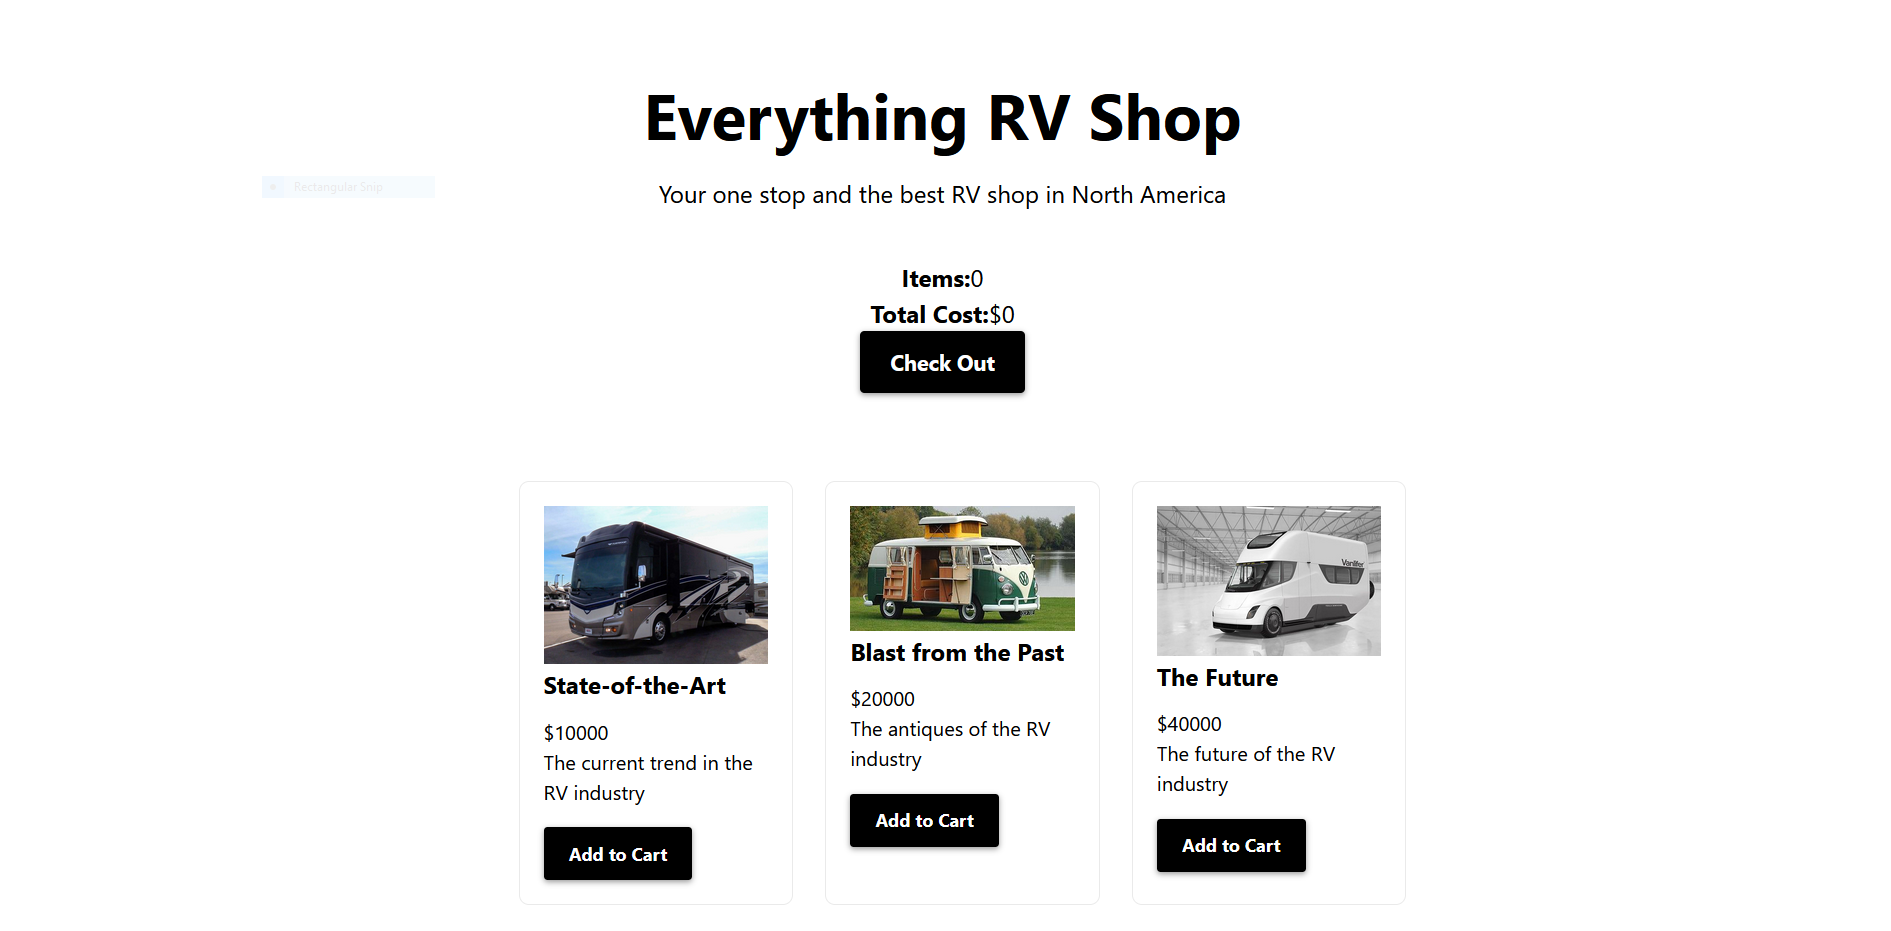 Everything RV Shop
Rectangular Snip
Your one stop and the best RV shop in North America
Items:0
Total Cost:$0
Check Out
Vanlifer
State-of-the-Art
$10000
The current trend in the
RV industry
Add to Cart
Blast from the Past
$20000
The antiques of the RV
industry
Add to Cart
The Future
$40000
The future of the RV
industry
Add to Cart